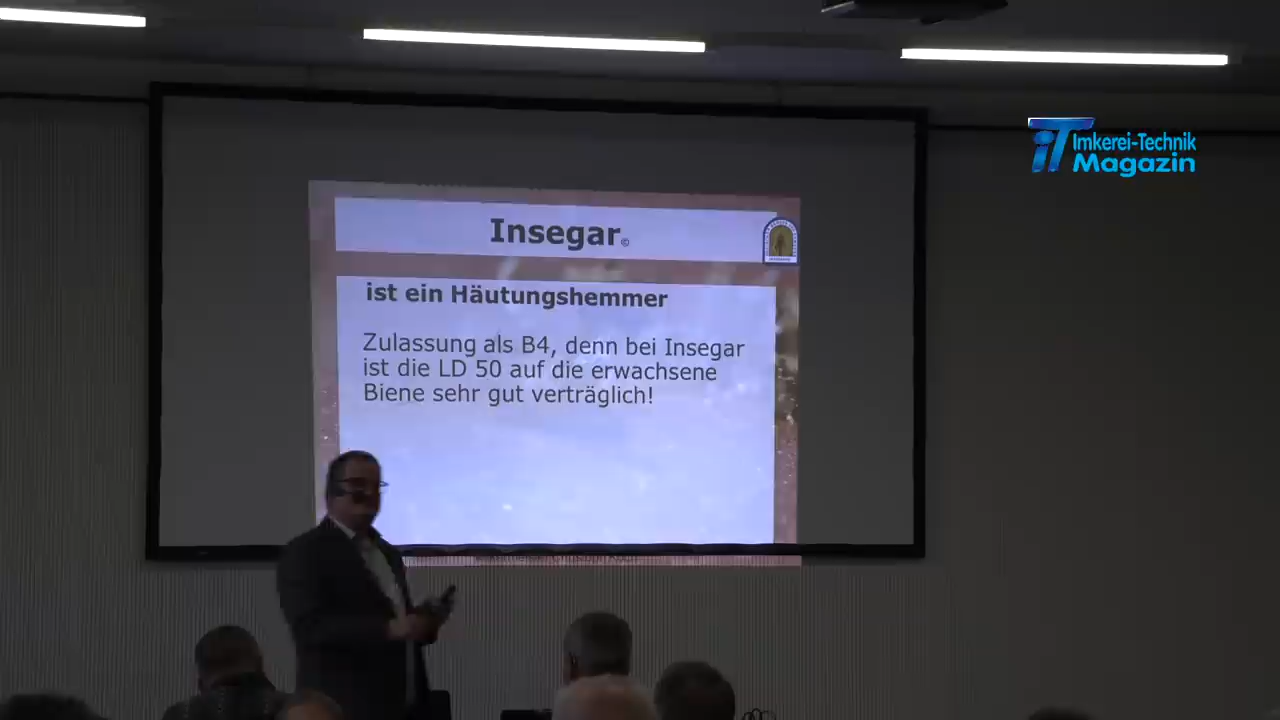 iT Imkerei-Technik
Magazin
Insegar©
ist ein Häutungshemmer
Zulassung als B4, denn bei Insegar
ist die LD 50 auf die erwachsene
Biene sehr gut verträglich!